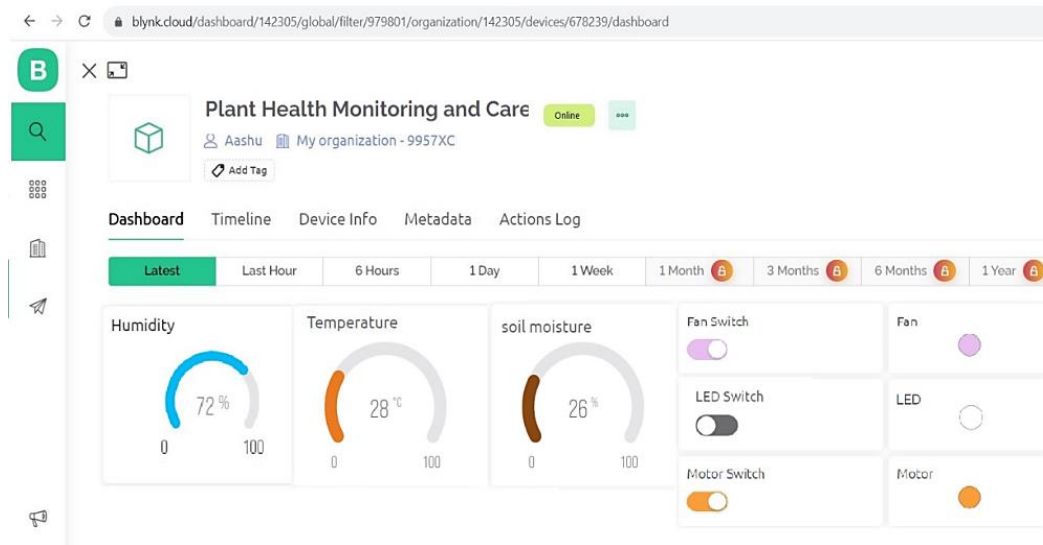 blynk.cloud/dashboard/142305/global/filter/979801/organization/142305/devices/678239/dashboard
B
Plant Health Monitoring and Care
Online
Aashu My organization - 9957XC
Add Tag
Dashboard Timeline Device Info Metadata Actions Log
Latest Last Hour 6 Hours 1 Day 1 Week 1 Month 3 Months 6 Months 1 Year
Humidity
72 %
0 100
Temperature
28 °C
0 100
soil moisture
26 %
0 100
Fan Switch
Fan
LED Switch
LED
Motor Switch
Motor